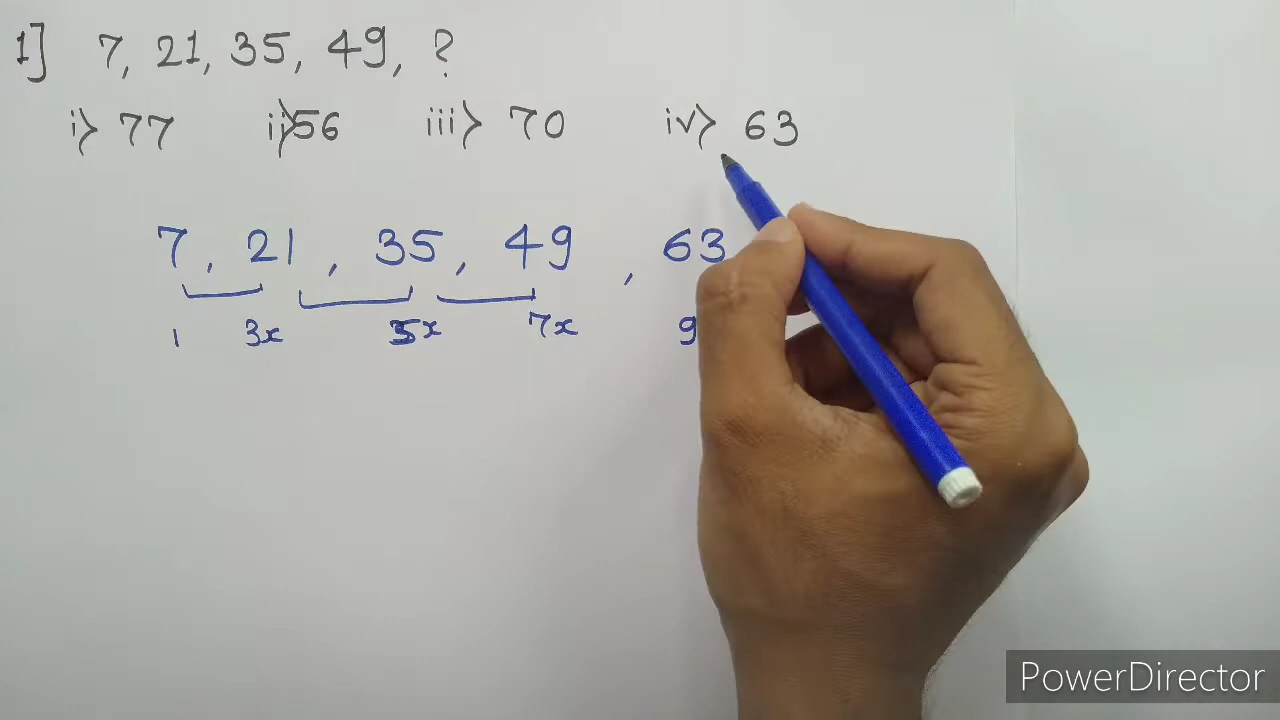 1] 7, 21, 35, 49, ?
i> 77 ii> 56 iii> 70 iv> 63
7, 21, 35, 49, 63
1 3x 5x 7x 9
PowerDirector